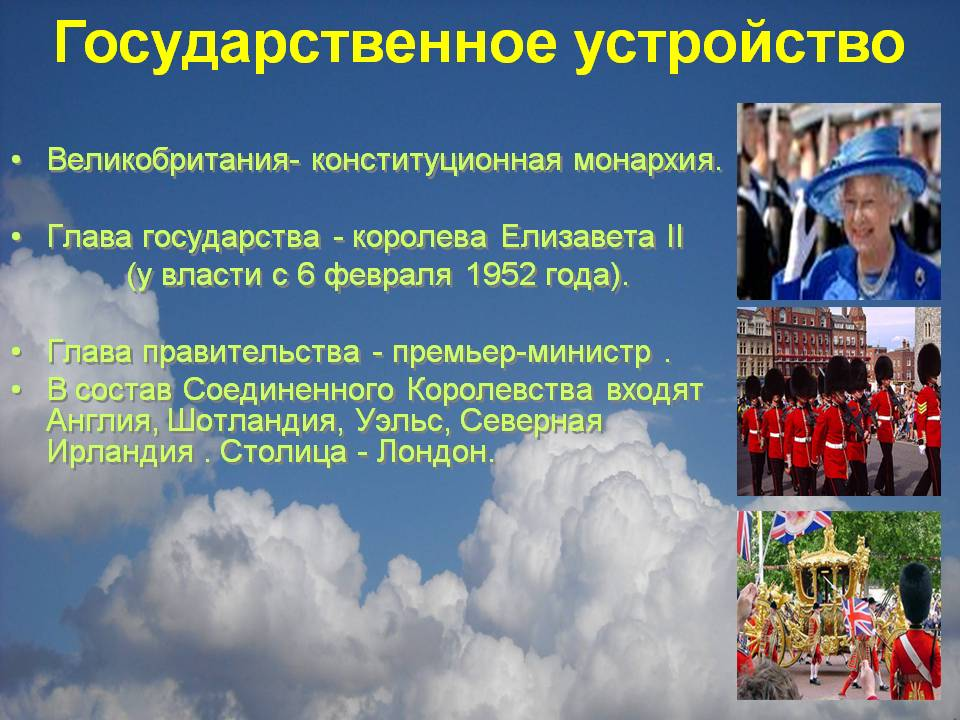 Государственное устройство
• Великобритания- конституционная монархия.
• Глава государства - королева Елизавета II
(у власти с 6 февраля 1952 года).
• Глава правительства - премьер-министр .
• В состав Соединенного Королевства входят
Англия, Шотландия, Уэльс, Северная
Ирландия . Столица - Лондон.